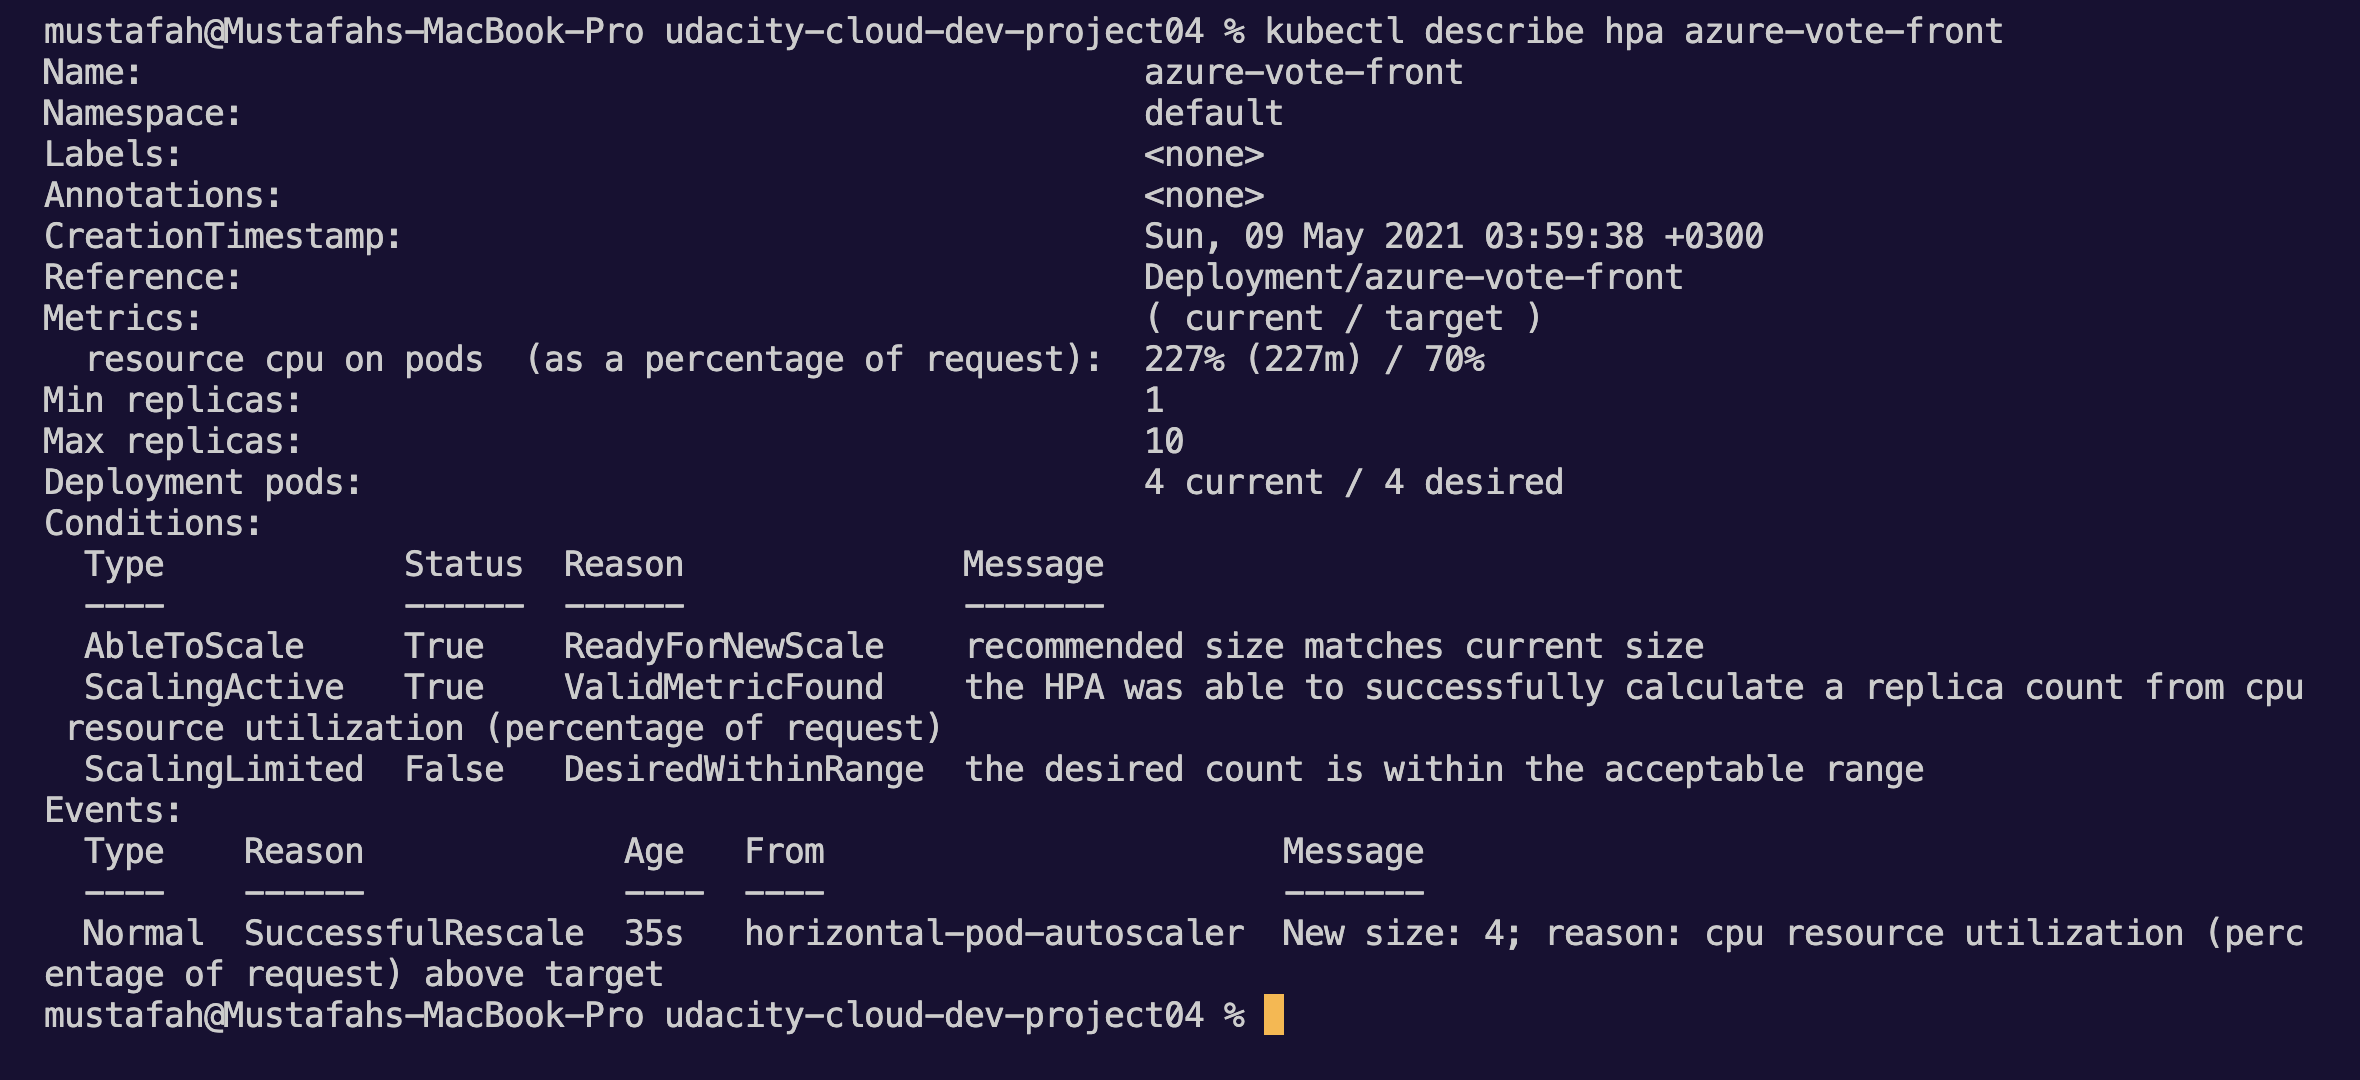 mustafah@Mustafahs-MacBook-Pro udacity-cloud-dev-project04 % kubectl describe hpa azure-vote-front
Name:                                                  azure-vote-front
Namespace:                                             default
Labels:                                                <none>
Annotations:                                           <none>
CreationTimestamp:                                     Sun, 09 May 2021 03:59:38 +0300
Reference:                                             Deployment/azure-vote-front
Metrics:                                               ( current / target )
  resource cpu on pods  (as a percentage of request):  227% (227m) / 70%
Min replicas:                                          1
Max replicas:                                          10
Deployment pods:                                       4 current / 4 desired
Conditions:
  Type            Status  Reason              Message
  ----            ------  ------              -------
  AbleToScale     True    ReadyForNewScale    recommended size matches current size
  ScalingActive   True    ValidMetricFound    the HPA was able to successfully calculate a replica count from cpu
 resource utilization (percentage of request)
  ScalingLimited  False   DesiredWithinRange  the desired count is within the acceptable range
Events:
  Type    Reason             Age   From                       Message
  ----    ------             ----  ----                       -------
  Normal  SuccessfulRescale  35s   horizontal-pod-autoscaler  New size: 4; reason: cpu resource utilization (perc
entage of request) above target
mustafah@Mustafahs-MacBook-Pro udacity-cloud-dev-project04 %